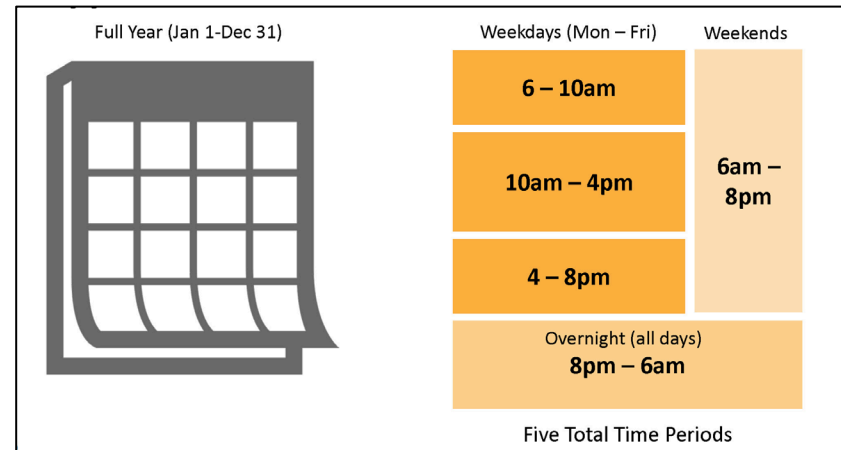 Full Year (Jan 1-Dec 31)
Weekdays (Mon – Fri)
Weekends
6 – 10am
10am – 4pm
4 – 8pm
6am –
8pm
Overnight (all days)
8pm – 6am
Five Total Time Periods